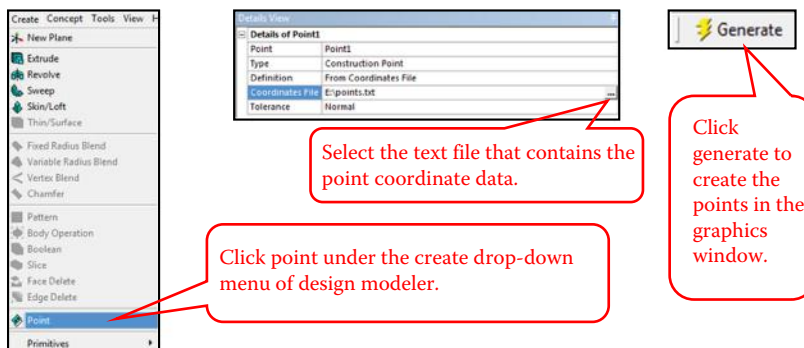 Create Concept Tools View H
New Plane
Extrude
Revolve
Sweep
Skin/Loft
Thin/Surface
Fixed Radius Blend
Variable Radius Blend
Vertex Blend
Chamfer
Pattern
Body Operation
Boolean
Slice
Face Delete
Edge Delete
Point
Primitives
Details View
Details of Point1
Point Point1
Type Construction Point
Definition From Coordinates File
Coordinates File E:\points.txt ...
Tolerance Normal
Generate
Select the text file that contains the
point coordinate data.
Click point under the create drop-down
menu of design modeler.
Click
generate to
create the
points in the
graphics
window.